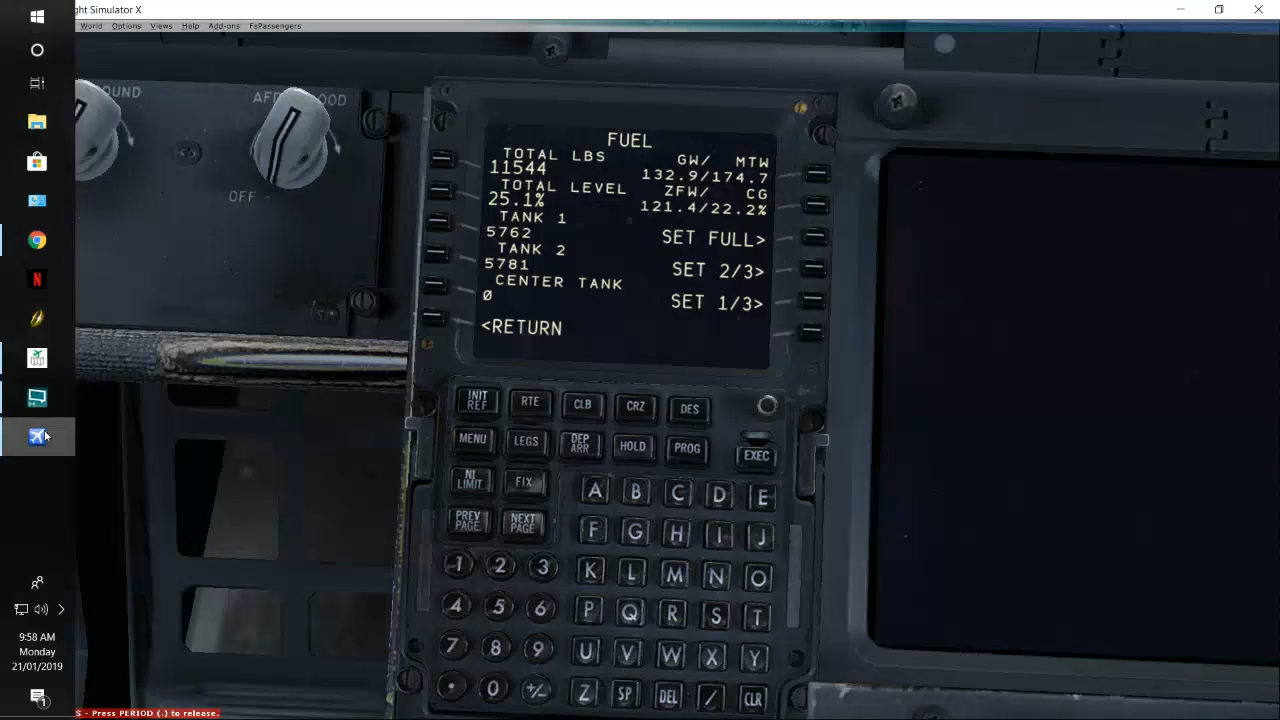 ght Simulator X
World Options Views Help Add-ons FsPassengers
OUND
AFD OOD
OFF
FUEL
TOTAL LBS GW/ MTW
11544 132.9/174.7
TOTAL LEVEL ZFW/ CG
25.1% 121.4/22.2%
TANK 1
5762 SET FULL>
TANK 2
5781 SET 2/3>
CENTER TANK
0 SET 1/3>
<RETURN
INIT REF RTE CLB CRZ DES
MENU LEGS DEP ARR HOLD PROG EXEC
N1 LIMIT FIX
PREV PAGE NEXT PAGE
A B C D E
F G H I J
1 2 3 K L M N O
4 5 6 P Q R S T
7 8 9 U V W X Y
. 0 +/- Z SP DEL / CLR
9:58 AM
Monday
21/01/2019
1
S - Press PERIOD (.) to release.